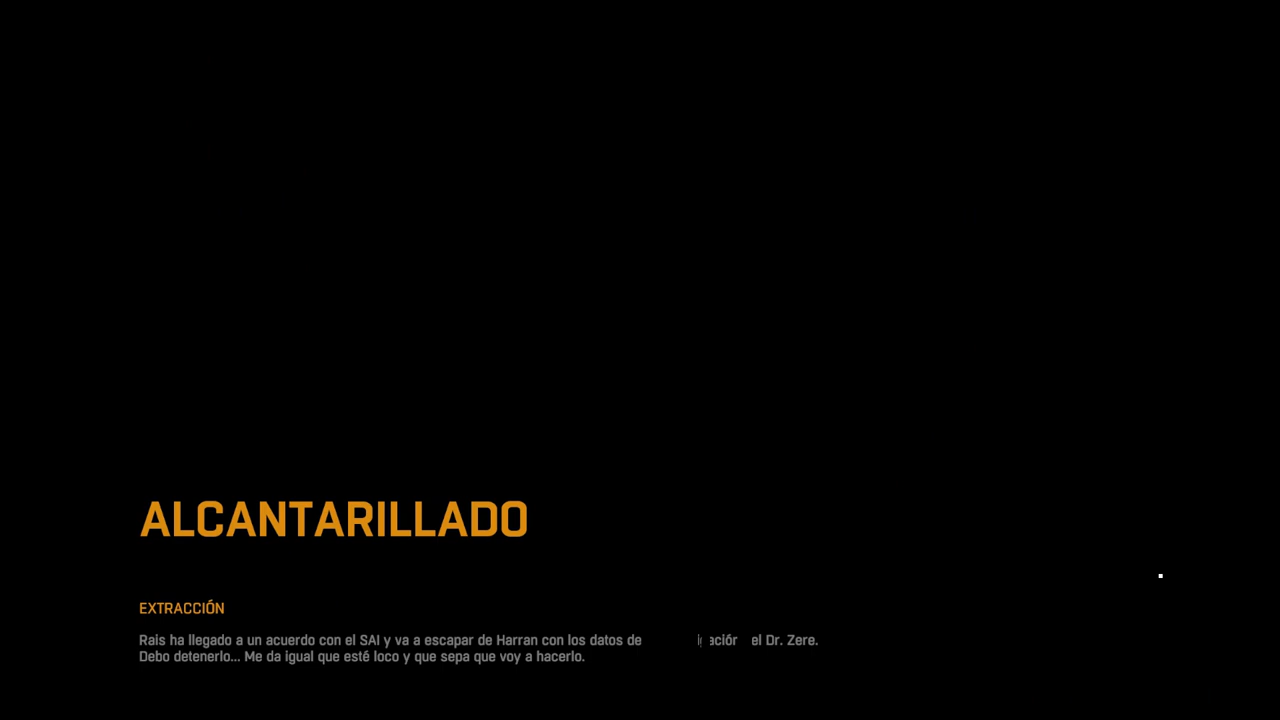 ALCANTARILLADO
EXTRACCIÓN
Rais ha llegado a un acuerdo con el SAI y va a escapar de Harran con los datos de el Dr. Zere.
Debo detenerlo... Me da igual que esté loco y que sepa que voy a hacerlo.